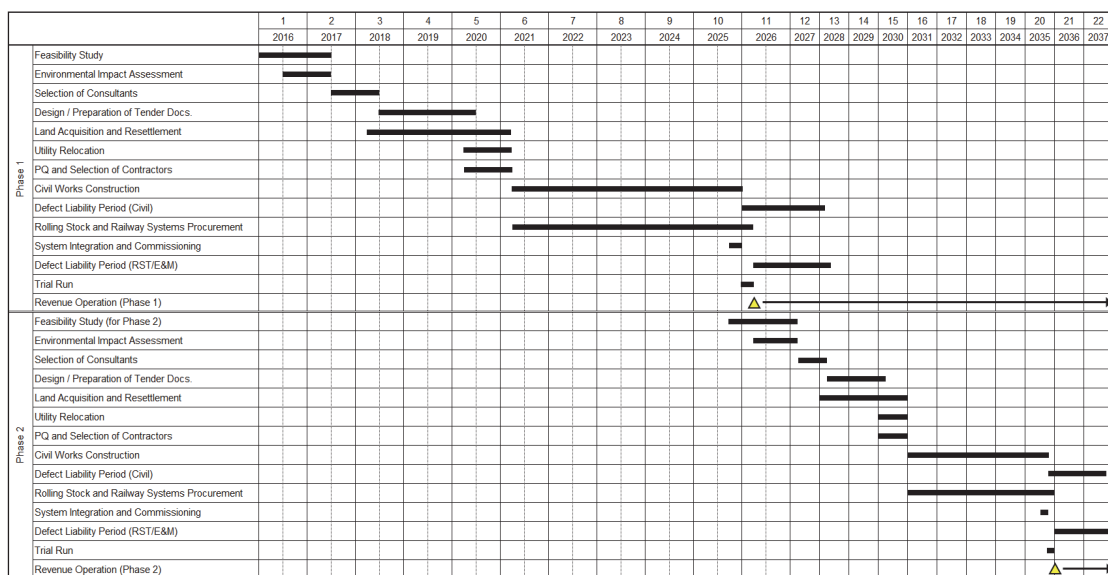 1 2 3 4 5 6 7 8 9 10 11 12 13 14 15 16 17 18 19 20 21 22
2016 2017 2018 2019 2020 2021 2022 2023 2024 2025 2026 2027 2028 2029 2030 2031 2032 2033 2034 2035 2036 2037
Phase 1
Feasibility Study
Environmental Impact Assessment
Selection of Consultants
Design / Preparation of Tender Docs.
Land Acquisition and Resettlement
Utility Relocation
PQ and Selection of Contractors
Civil Works Construction
Defect Liability Period (Civil)
Rolling Stock and Railway Systems Procurement
System Integration and Commissioning
Defect Liability Period (RST/E&M)
Trial Run
Revenue Operation (Phase 1)
Phase 2
Feasibility Study (for Phase 2)
Environmental Impact Assessment
Selection of Consultants
Design / Preparation of Tender Docs.
Land Acquisition and Resettlement
Utility Relocation
PQ and Selection of Contractors
Civil Works Construction
Defect Liability Period (Civil)
Rolling Stock and Railway Systems Procurement
System Integration and Commissioning
Defect Liability Period (RST/E&M)
Trial Run
Revenue Operation (Phase 2)